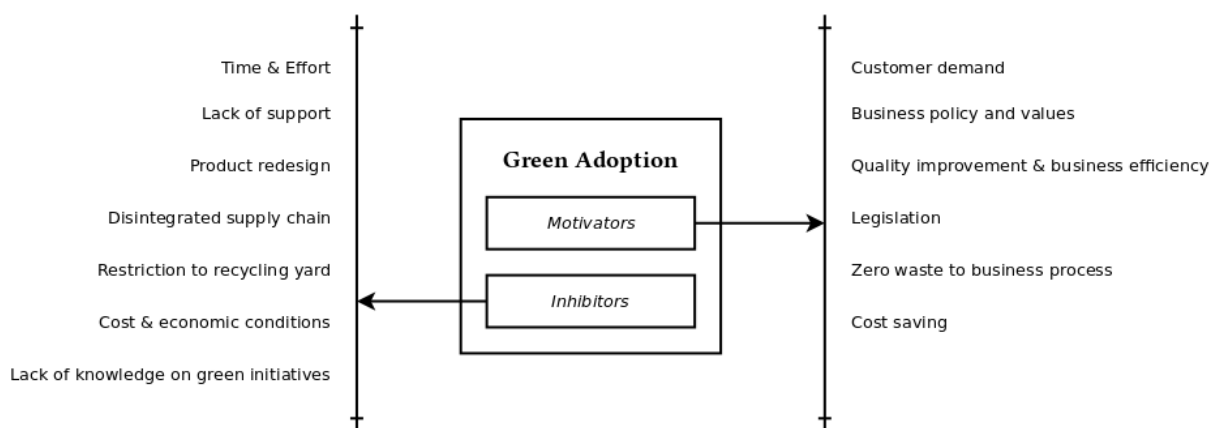 Time & Effort
Lack of support
Product redesign
Disintegrated supply chain
Restriction to recycling yard
Cost & economic conditions
Lack of knowledge on green initiatives
Green Adoption
Motivators
Inhibitors
Customer demand
Business policy and values
Quality improvement & business efficiency
Legislation
Zero waste to business process
Cost saving